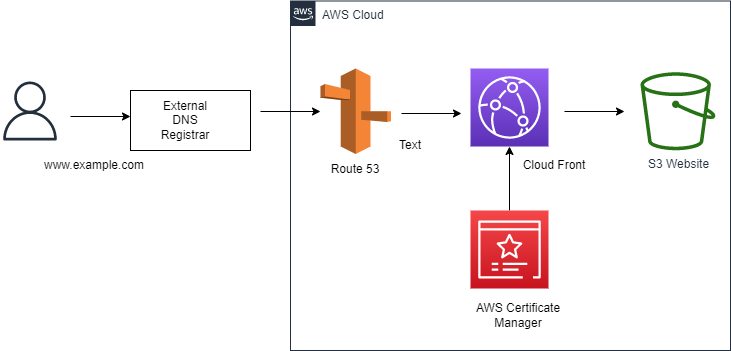 aws
AWS Cloud
External
DNS
Registrar
www.example.com
Text
Route 53
Cloud Front
S3 Website
AWS Certificate
Manager